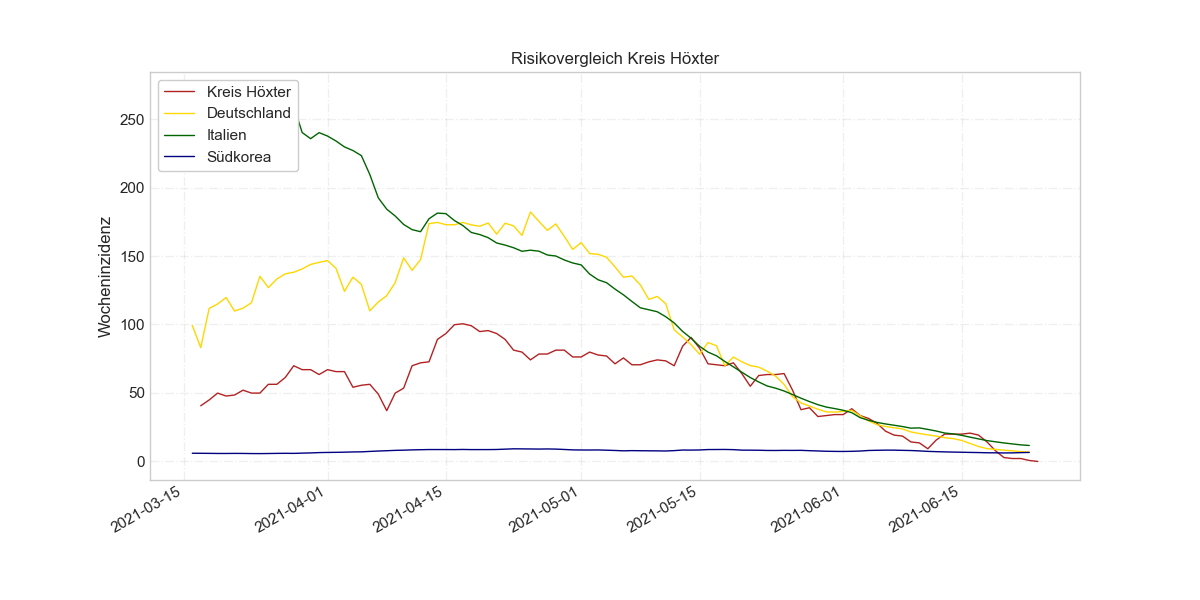 Risikovergleich Kreis Höxter
Kreis Höxter
Deutschland
Italien
Südkorea
Wocheninzidenz
250
200
150
100
50
0
2021-03-15
2021-04-01
2021-04-15
2021-05-01
2021-05-15
2021-06-01
2021-06-15